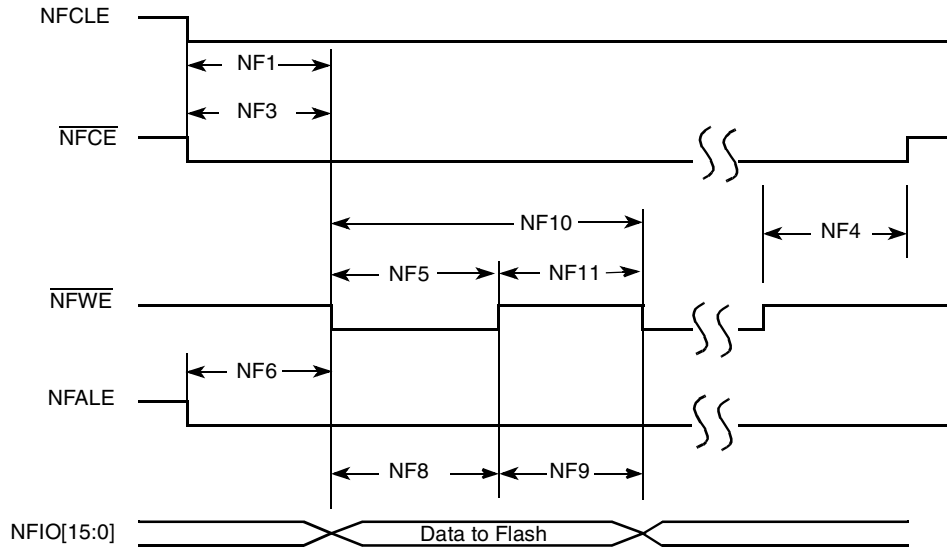 NFCLE
NF1
NF3
NFCE
NF10
NF4
NF5
NF11
NFWE
NF6
NFALE
NF8
NF9
NFIO[15:0]
Data to Flash